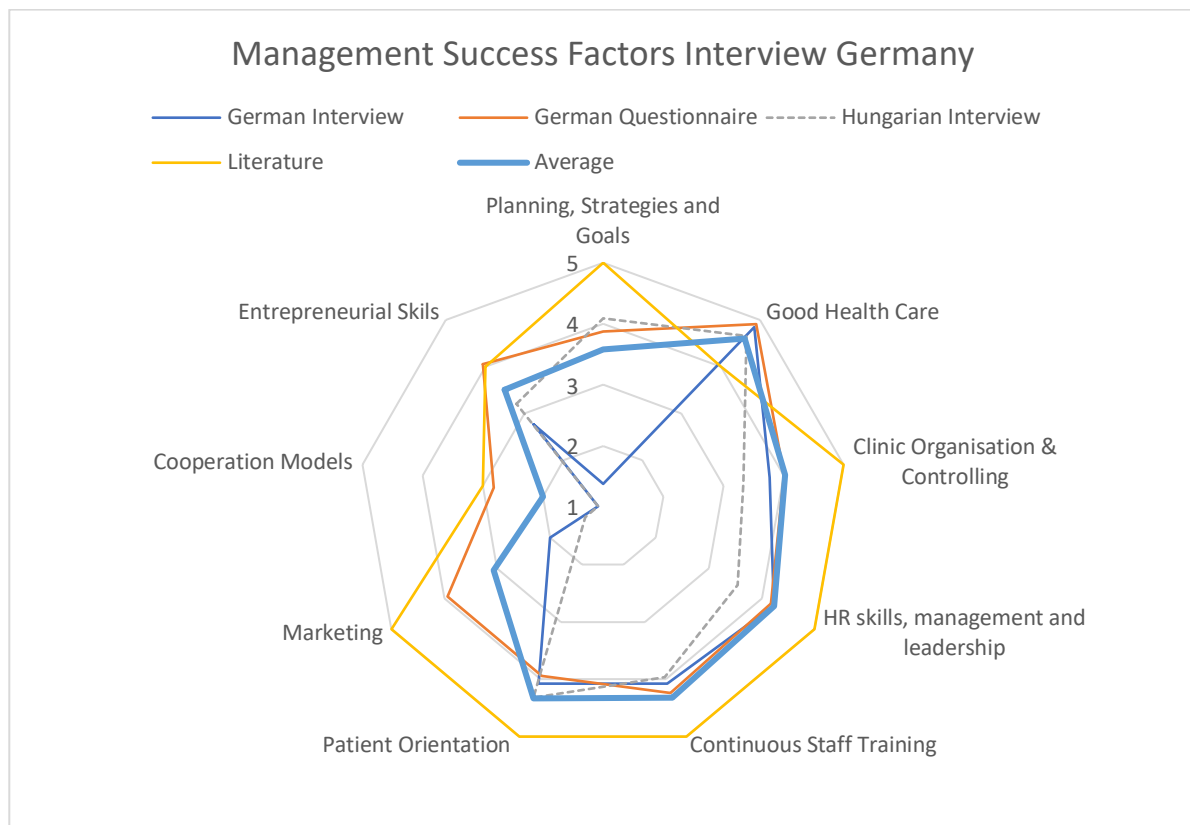 Management Success Factors Interview Germany
German Interview
German Questionnaire
Hungarian Interview
Literature
Average
Planning, Strategies and
Goals
5
Entrepreneurial Skils
Good Health Care
4
3
2
Cooperation Models
Clinic Organisation &
Controlling
1
Marketing
HR skills, management and
leadership
Patient Orientation
Continuous Staff Training